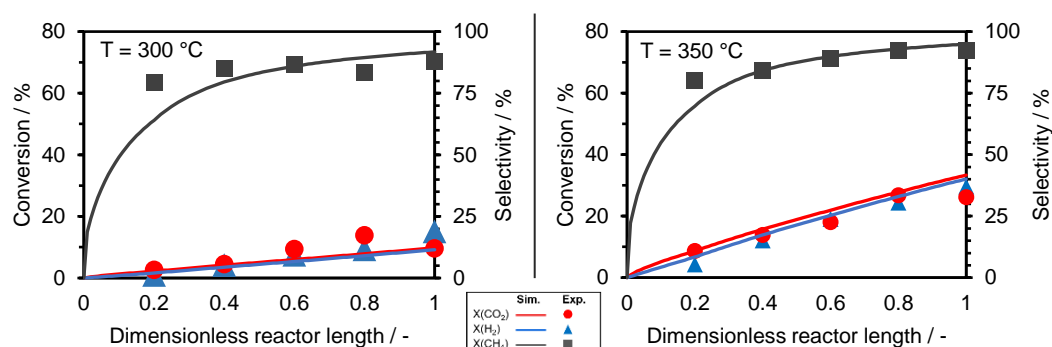 T = 300 °C
Conversion / %
80
60
40
20
0
100
75
50
25
0
Selectivity / %
0
0.2
0.4
0.6
0.8
1
Dimensionless reactor length / -
Sim. Exp.
X(CO₂)
X(H₂)
T = 350 °C
Conversion / %
80
60
40
20
0
100
75
50
25
0
Selectivity / %
0
0.2
0.4
0.6
0.8
1
Dimensionless reactor length / -